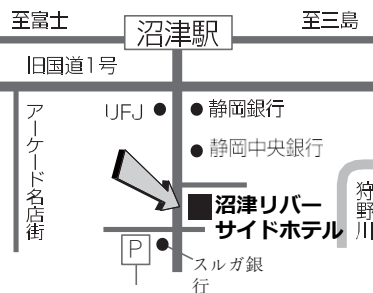 至富士
至三島
沼津駅
旧国道1号
UFJ
静岡銀行
静岡中央銀行
アーケード名店街
狩野川
沼津リバー
サイドホテル
P
スルガ銀
行